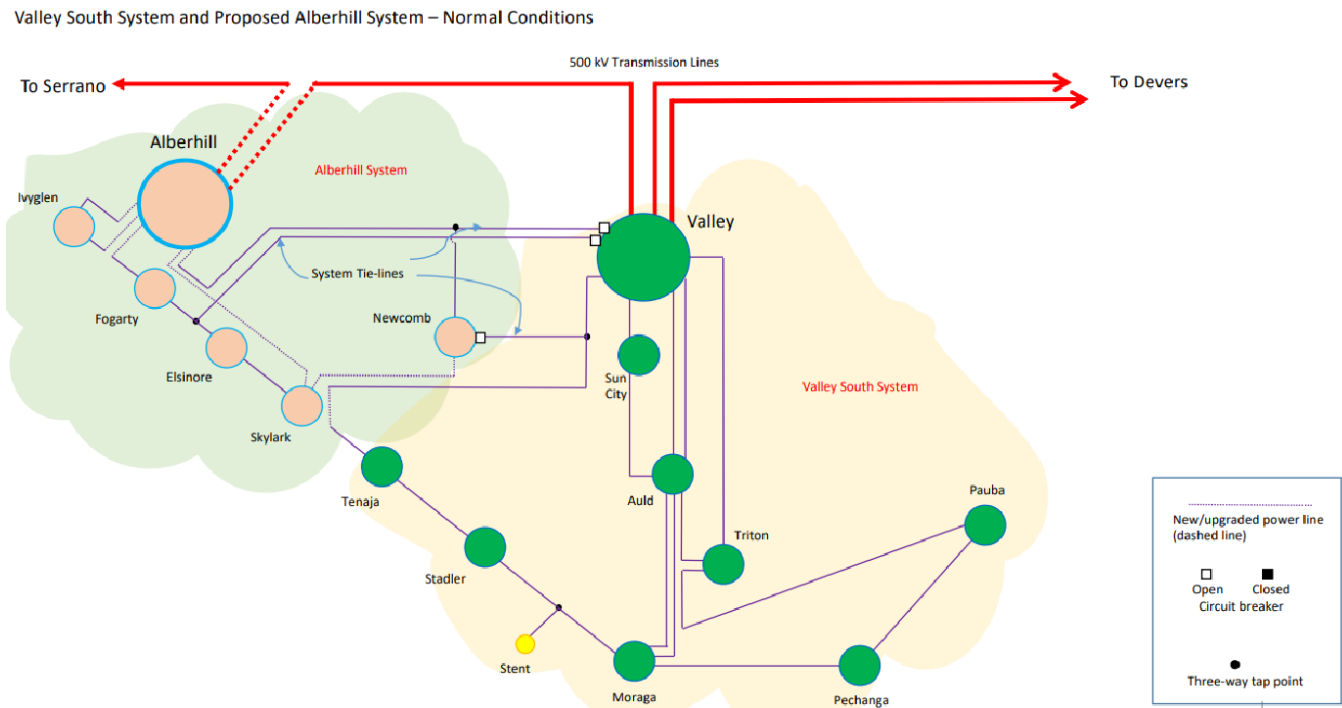 Valley South System and Proposed Alberhill System – Normal Conditions
500 kV Transmission Lines
To Serrano
To Devers
Alberhill
Alberhill System
Ivyglen
Valley
System Tie-lines
Fogarty
Newcomb
Elsinore
Sun
City
Valley South System
Skylark
Tenaja
Auld
Pauba
Triton
Stadler
Stent
Moraga
Pechanga
New/upgraded power line
(dashed line)
Open
Closed
Circuit breaker
Three-way tap point